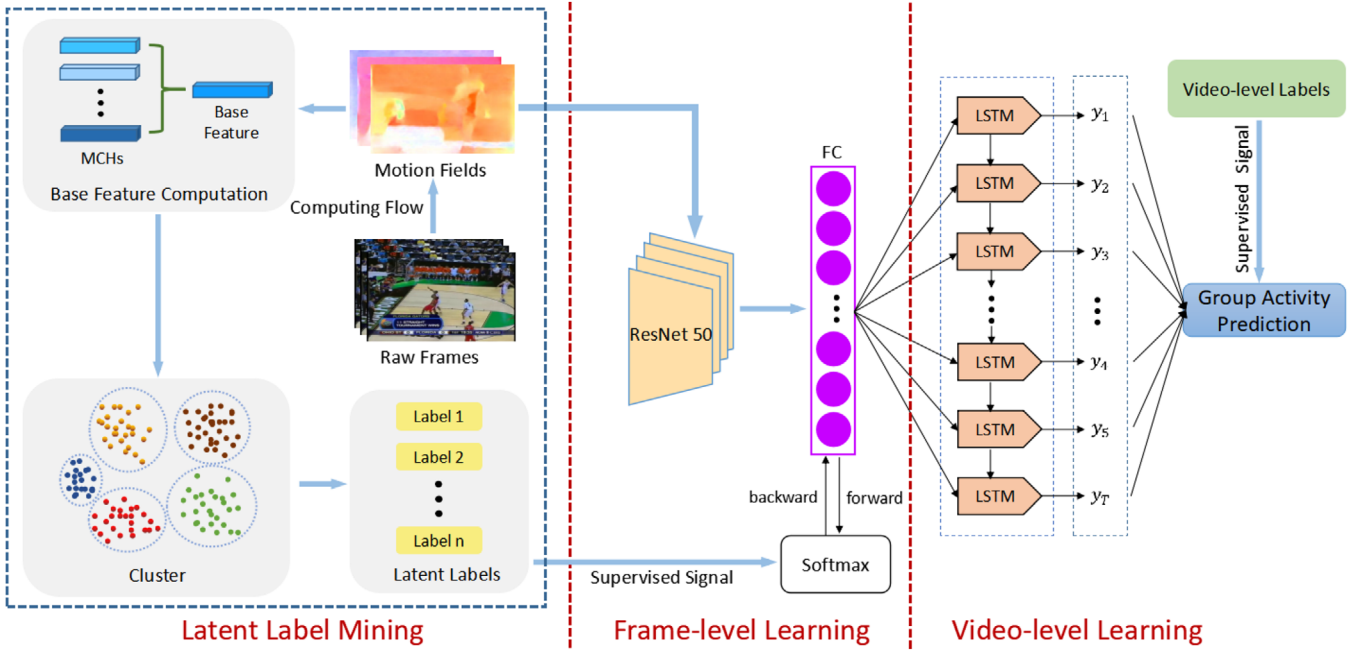 MCHs
Base
Feature
Base Feature Computation
Motion Fields
Computing Flow
Raw Frames
Cluster
Label 1
Label 2
Label n
Latent Labels
Latent Label Mining
ResNet 50
FC
backward
forward
Softmax
Supervised Signal
Frame-level Learning
LSTM
y₁
LSTM
y₂
LSTM
y₃
LSTM
y₄
LSTM
y₅
LSTM
y_T
Video-level Labels
Supervised Signal
Group Activity
Prediction
Video-level Learning